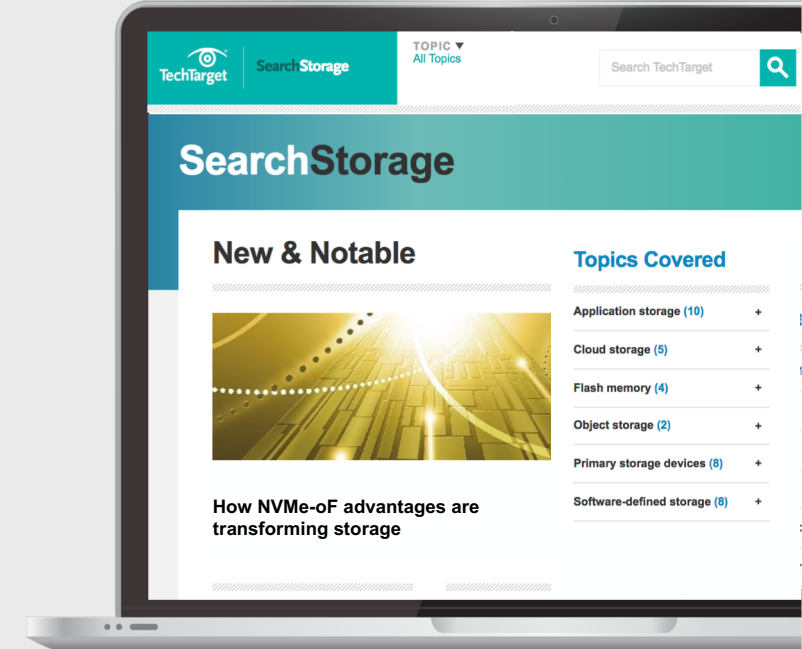 TechTarget
SearchStorage
TOPIC ▼
All Topics
Search TechTarget
SearchStorage
New & Notable
How NVMe-oF advantages are
transforming storage
Topics Covered
Application storage (10) +
Cloud storage (5) +
Flash memory (4) +
Object storage (2) +
Primary storage devices (8) +
Software-defined storage (8) +